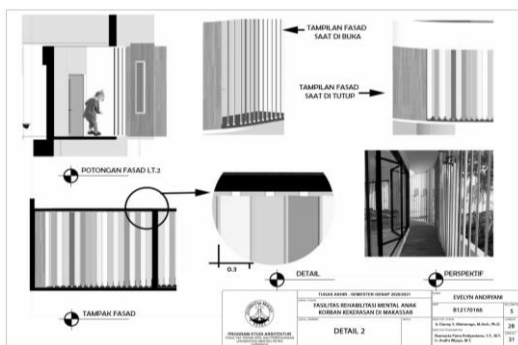 TAMPILAN FASAD
SAAT DI BUKA
TAMPILAN FASAD
SAAT DI TUTUP
POTONGAN FASAD LT.2
0.3
DETAIL
PERSPEKTIF
TAMPAK FASAD
TUGAS AKHIR - SEMESTER GENAP 2020/2021
FASILITAS REHABILITASI MENTAL ANAK
KORBAN KEKERASAN DI MAKASSAR
DETAIL 2
PROGRAM STUDI ARSITEKTUR
EVELYN ANDRYANI
B12170166
5
28
31